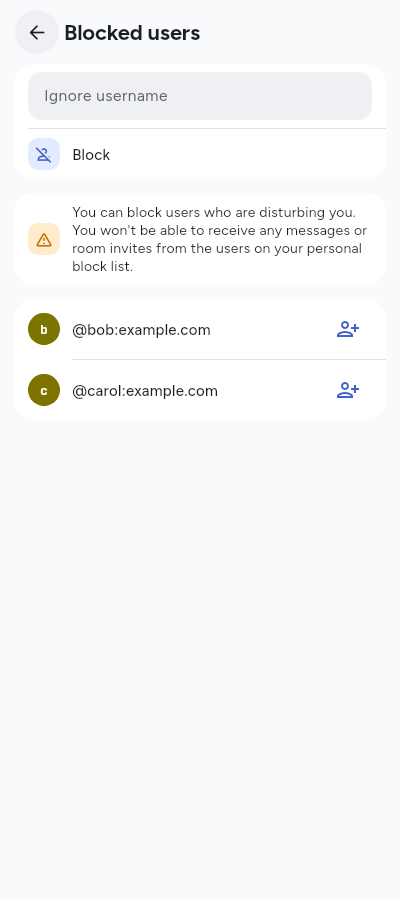 Blocked users
Ignore username
Block
You can block users who are disturbing you.
You won't be able to receive any messages or
room invites from the users on your personal
block list.
b
@bob:example.com
c
@carol:example.com